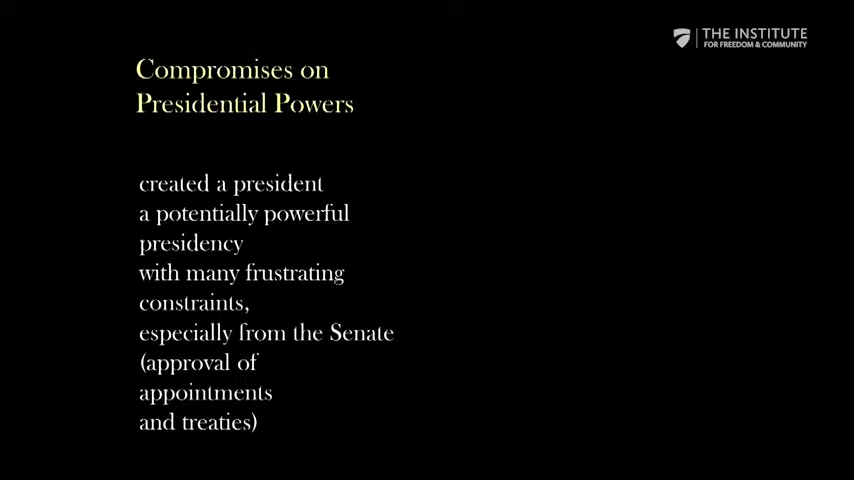 THE INSTITUTE
FOR FREEDOM & COMMUNITY
Compromises on
Presidential Powers
created a president
a potentially powerful
presidency
with many frustrating
constraints,
especially from the Senate
(approval of
appointments
and treaties)